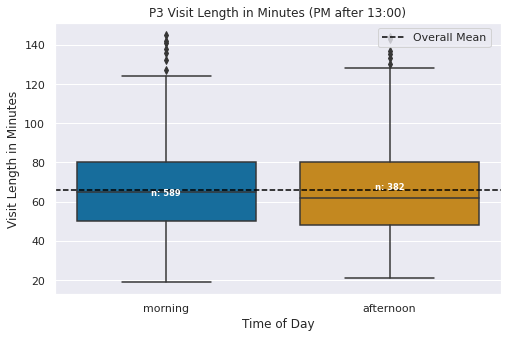 P3 Visit Length in Minutes (PM after 13:00)
Overall Mean
Visit Length in Minutes
140
120
100
80
60
40
20
n: 589
n: 382
morning
afternoon
Time of Day